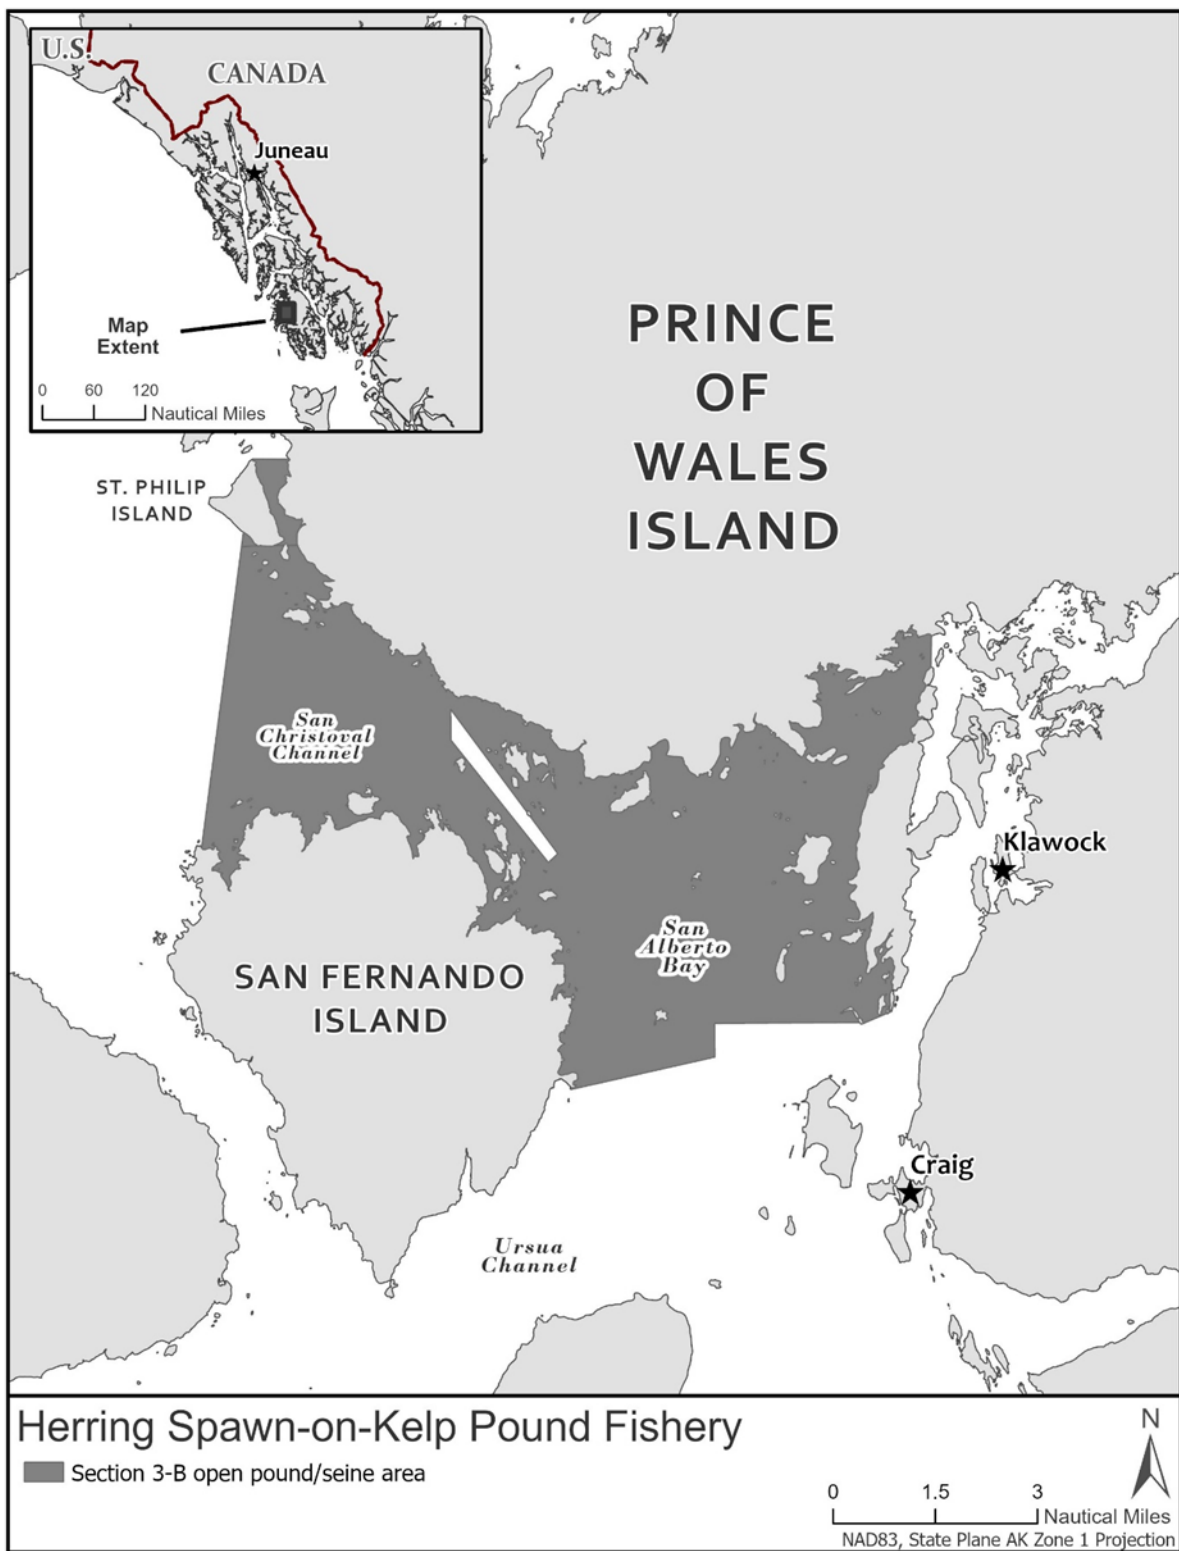 U.S.
CANADA
Juneau
Map
Extent
0 60 120
Nautical Miles
PRINCE
OF
WALES
ISLAND
ST. PHILIP
ISLAND
San
Christoval
Channel
Klawock
San
Alberto
Bay
SAN FERNANDO
ISLAND
Craig
Ursua
Channel
Herring Spawn-on-Kelp Pound Fishery
Section 3-B open pound/seine area
N
0 1.5 3
Nautical Miles
NAD83, State Plane AK Zone 1 Projection